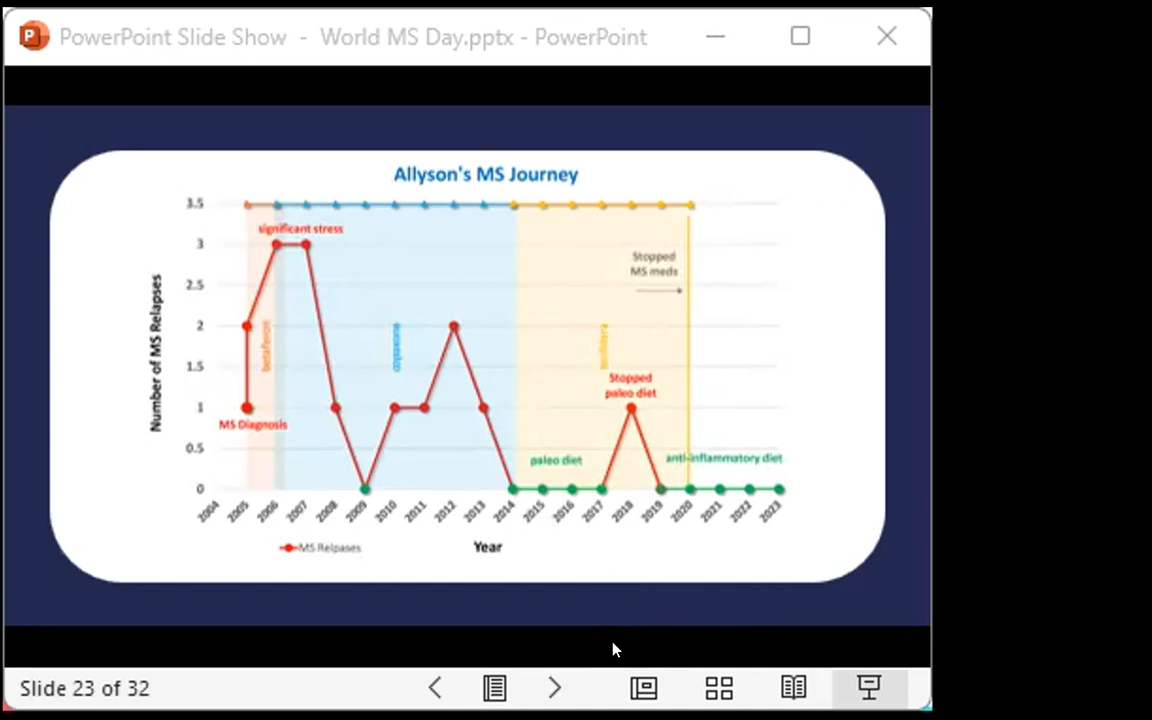 PowerPoint Slide Show - World MS Day.pptx - PowerPoint
Allyson's MS Journey
3.5
3
2.5
2
1.5
1
0.5
0
Number of MS Relapses
significant stress
betaferon
copaxone
Stopped
MS meds
Stopped
paleo diet
MS Diagnosis
paleo diet
anti-inflammatory diet
2004
2005
2006
2007
2008
2009
2010
2011
2012
2013
2014
2015
2016
2017
2018
2019
2020
2021
2022
2023
MS Relpases
Year
Slide 23 of 32